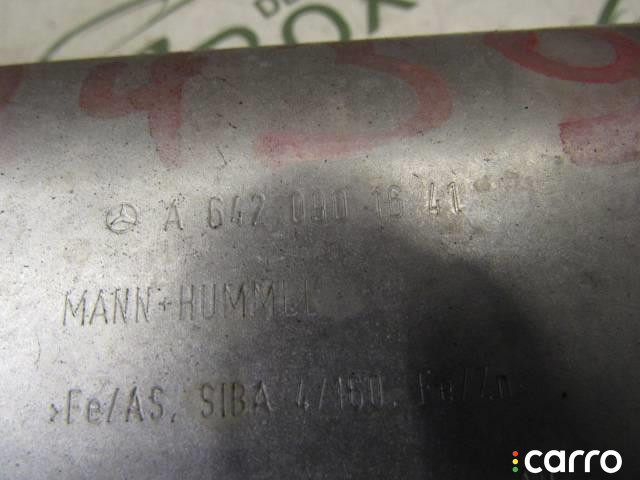 A 642 090 16 41
MANN+HUMMEL
>Fe/AS, SIBA 4/160, Fe/Zn<
carro